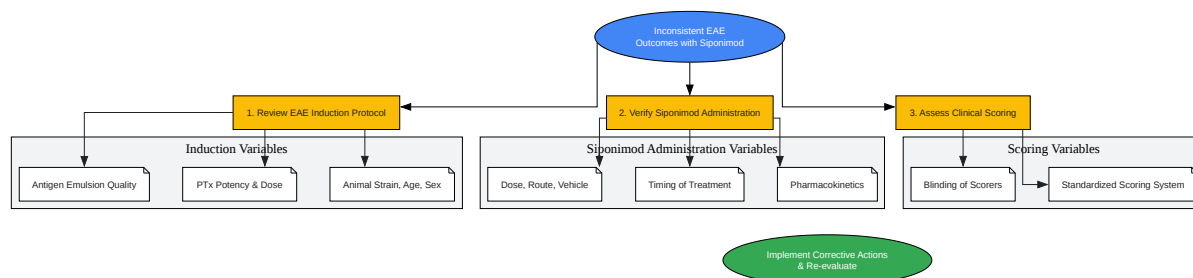 Inconsistent EAE
Outcomes with Siponimod
1. Review EAE Induction Protocol
2. Verify Siponimod Administration
3. Assess Clinical Scoring
Induction Variables
Siponimod Administration Variables
Scoring Variables
Antigen Emulsion Quality
PTx Potency & Dose
Animal Strain, Age, Sex
Dose, Route, Vehicle
Timing of Treatment
Pharmacokinetics
Blinding of Scorers
Standardized Scoring System
Implement Corrective Actions
& Re-evaluate